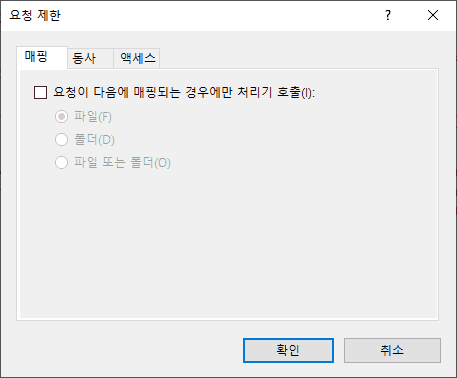 요청 제한
?
매핑 동사 액세스
요청이 다음에 매핑되는 경우에만 처리기 호출(I):
파일(F)
폴더(D)
파일 또는 폴더(O)
확인 취소